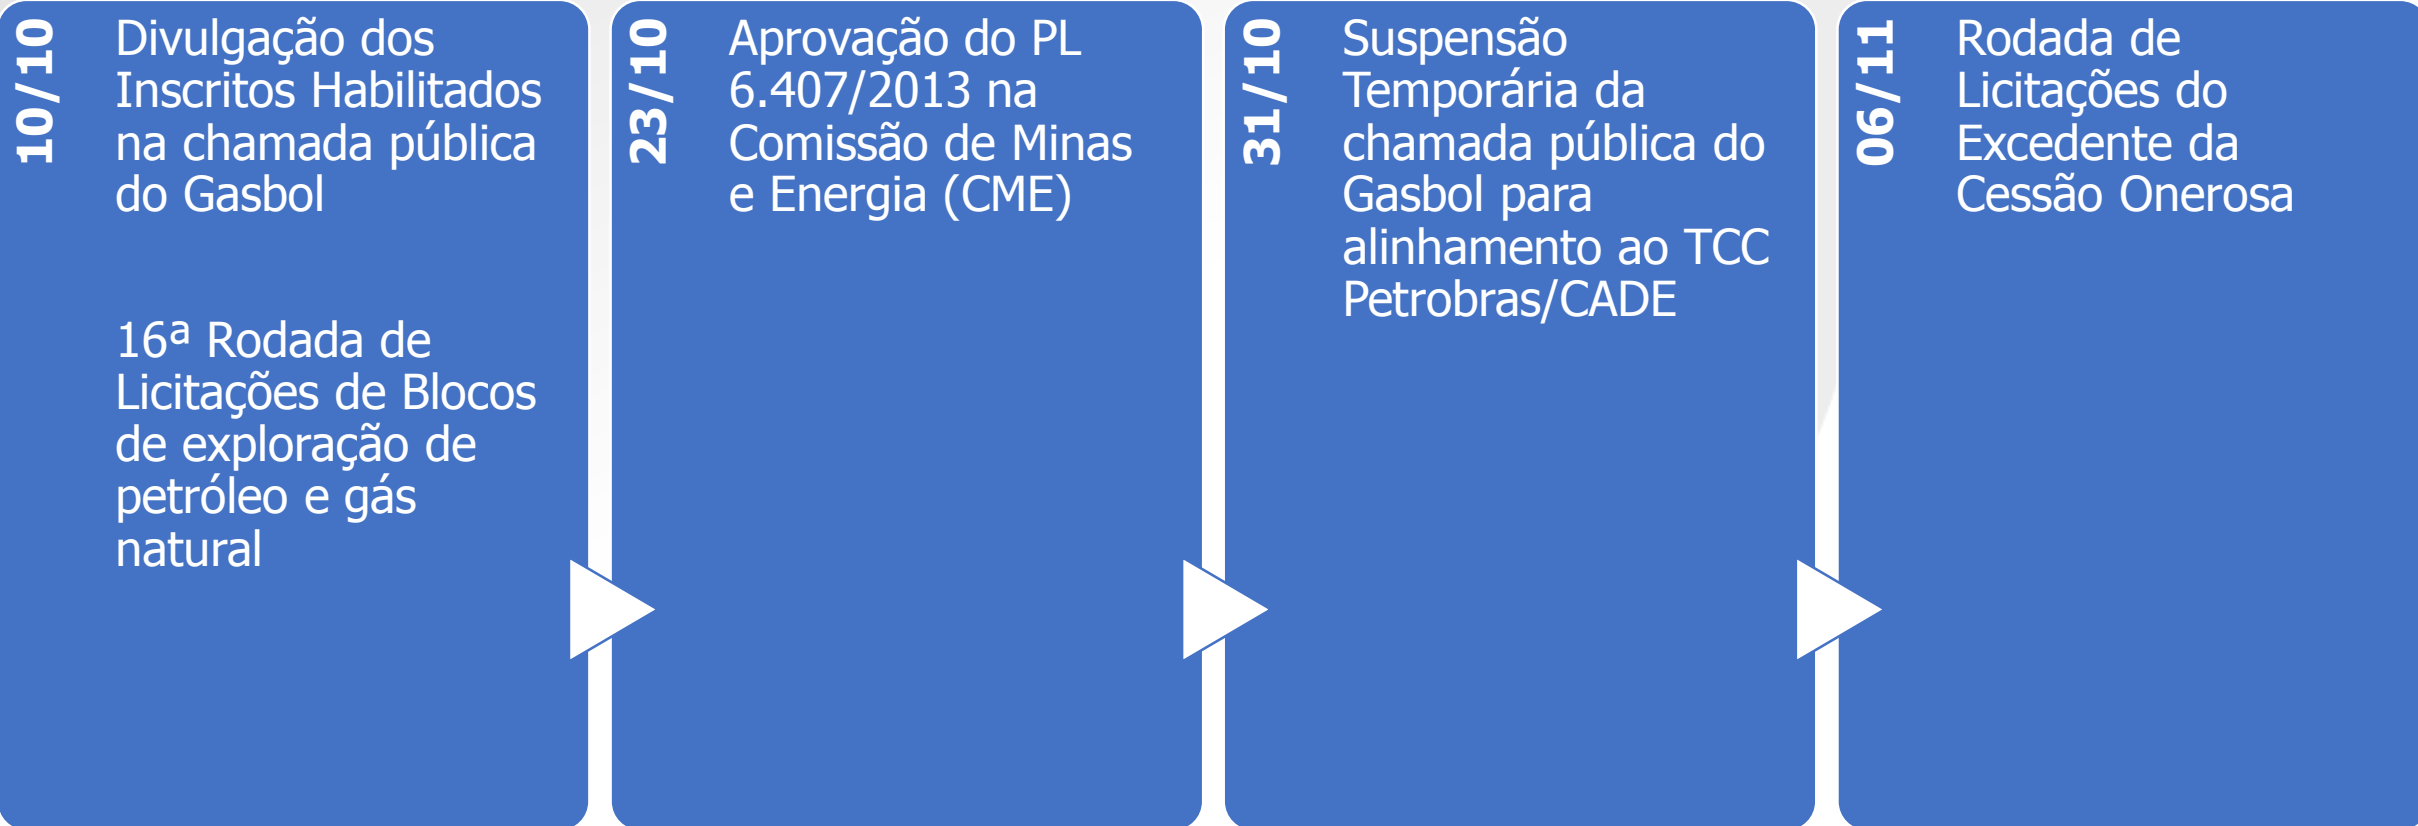 10/10
Divulgação dos
Inscritos Habilitados
na chamada pública
do Gasbol
16ª Rodada de
Licitações de Blocos
de exploração de
petróleo e gás
natural
23/10
Aprovação do PL
6.407/2013 na
Comissão de Minas
e Energia (CME)
31/10
Suspensão
Temporária da
chamada pública do
Gasbol para
alinhamento ao TCC
Petrobras/CADE
06/11
Rodada de
Licitações do
Excedente da
Cessão Onerosa